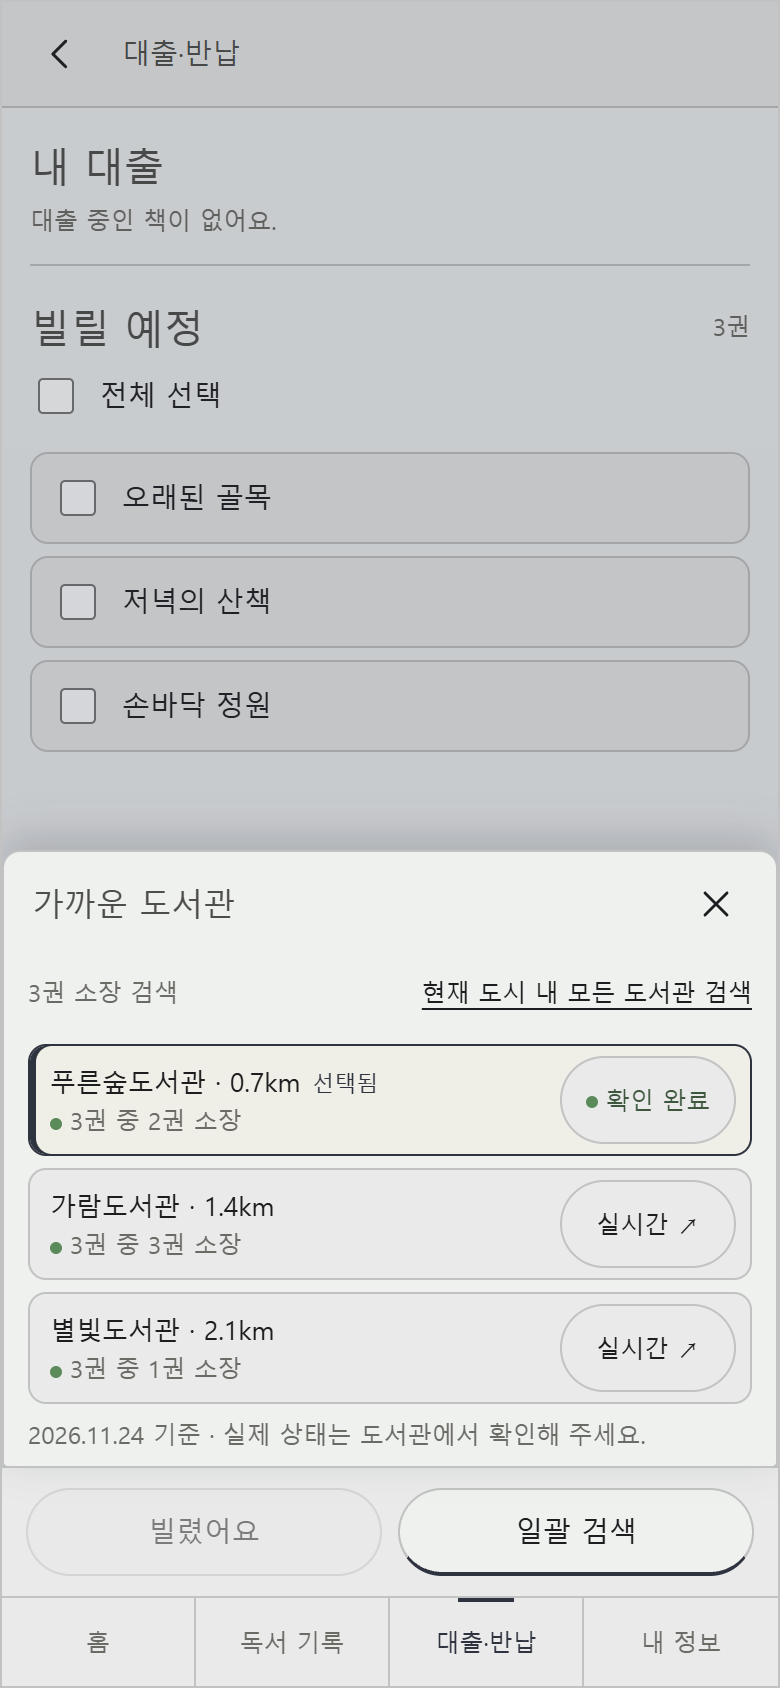 대출·반납
내 대출
대출 중인 책이 없어요.
빌릴 예정
3권
전체 선택
오래된 골목
저녁의 산책
손바닥 정원
가까운 도서관
3권 소장 검색
현재 도시 내 모든 도서관 검색
푸른숲도서관 · 0.7km 선택됨
3권 중 2권 소장
확인 완료
가람도서관 · 1.4km
3권 중 3권 소장
실시간 ↗
별빛도서관 · 2.1km
3권 중 1권 소장
실시간 ↗
2026.11.24 기준 · 실제 상태는 도서관에서 확인해 주세요.
빌렸어요
일괄 검색
홈
독서 기록
대출·반납
내 정보